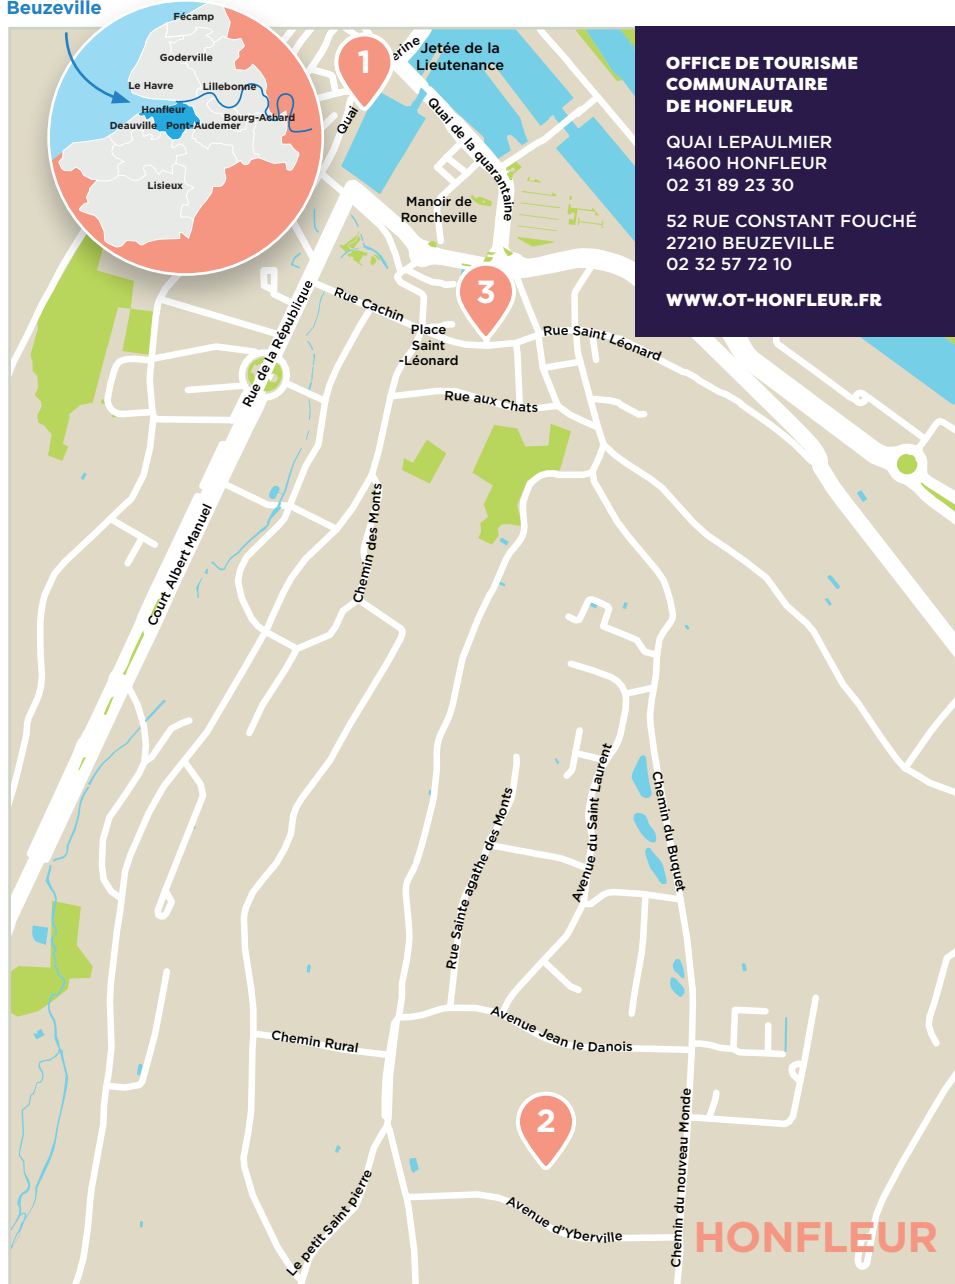 Beuzeville
Fécamp
Goderville
Le Havre
Lillebonne
Honfleur
Bourg-Achard
Deauville
Pont-Audemer
Lisieux
1
erine
Jetée de la
Lieutenance
Quai
Quai de la quarantaine
Manoir de
Roncheville
OFFICE DE TOURISME
COMMUNAUTAIRE
DE HONFLEUR
QUAI LEPAULMIER
14600 HONFLEUR
02 31 89 23 30
52 RUE CONSTANT FOUCHÉ
27210 BEUZEVILLE
02 32 57 72 10
WWW.OT-HONFLEUR.FR
3
Rue Cachin
Place
Saint
-Léonard
Rue Saint Léonard
Rue de la République
Rue aux Chats
Chemin des Monts
Court Albert Manuel
Avenue du Saint Laurent
Chemin du Buquet
Rue Sainte agathe des Monts
Avenue Jean le Danois
Chemin Rural
2
Chemin du nouveau Monde
Le petit Saint pierre
Avenue d'Yberville
HONFLEUR